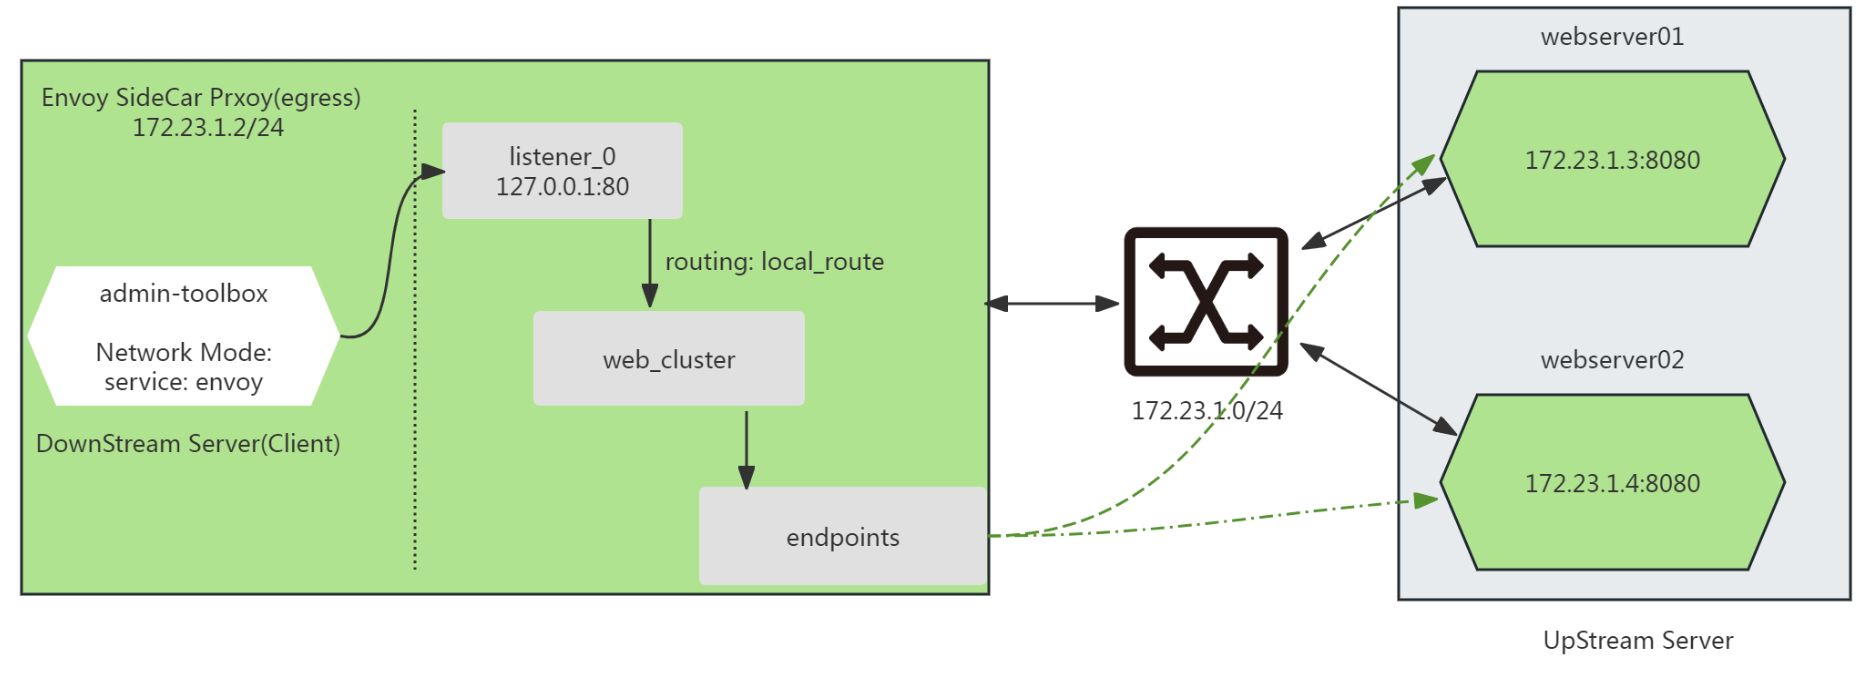 Envoy SideCar Prxoy(egress)
172.23.1.2/24
listener_0
127.0.0.1:80
routing: local_route
admin-toolbox
Network Mode:
service: envoy
DownStream Server(Client)
web_cluster
endpoints
172.23.1.0/24
webserver01
172.23.1.3:8080
webserver02
172.23.1.4:8080
UpStream Server